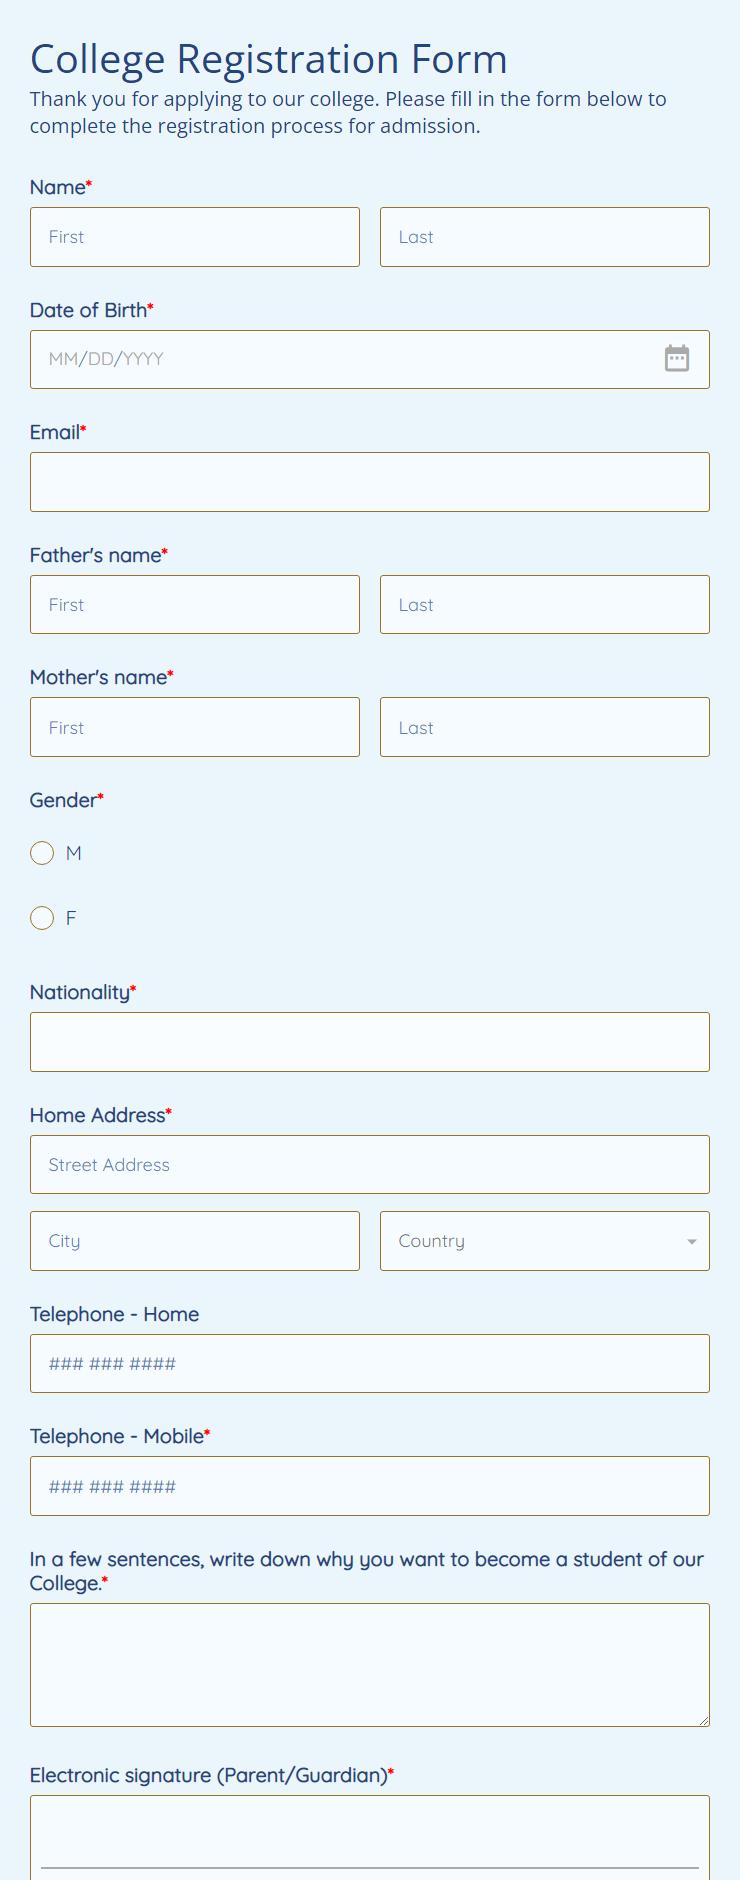 College Registration Form
Thank you for applying to our college. Please fill in the form below to
complete the registration process for admission.
Name*
First
Last
Date of Birth*
MM/DD/YYYY
Email*
Father's name*
First
Last
Mother's name*
First
Last
Gender*
M
F
Nationality*
Home Address*
Street Address
City
Country
Telephone - Home
### ### ####
Telephone - Mobile*
### ### ####
In a few sentences, write down why you want to become a student of our
College.*
Electronic signature (Parent/Guardian)*